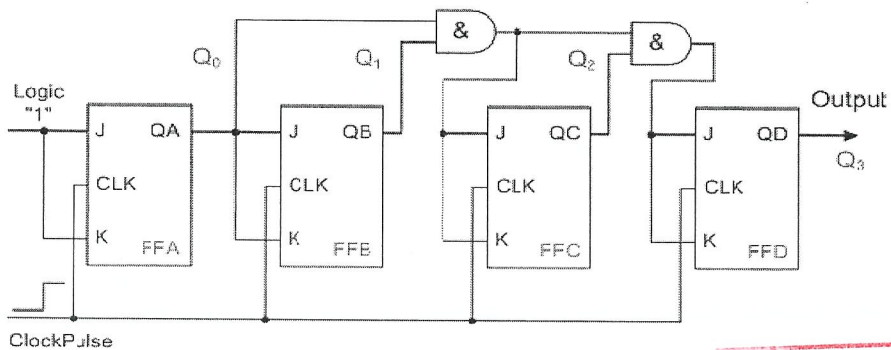 &
&
Q₀
Q₁
Q₂
Logic
"1"
Output
J QA
J QB
J QC
J QD
Q₃
CLK
CLK
CLK
CLK
K FFA
K FFB
K FFC
K FFD
ClockPulse